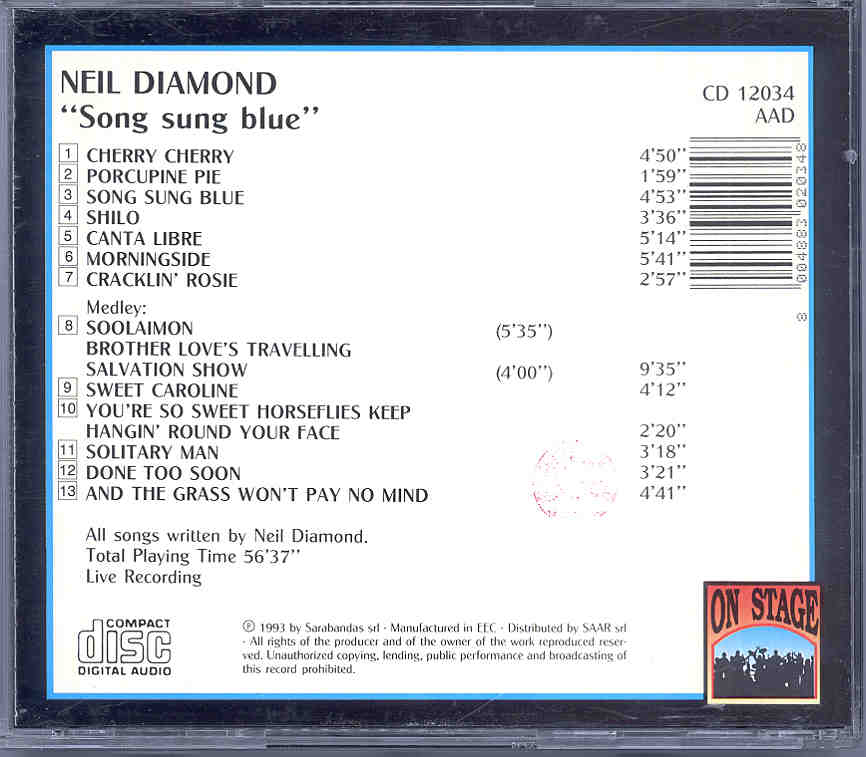 NEIL DIAMOND
"Song sung blue"
CD 12034
AAD
1 CHERRY CHERRY 4'50"
2 PORCUPINE PIE 1'59"
3 SONG SUNG BLUE 4'53"
4 SHILO 3'36"
5 CANTA LIBRE 5'14"
6 MORNINGSIDE 5'41"
7 CRACKLIN' ROSIE 2'57"
Medley:
8 SOOLAIMON (5'35")
BROTHER LOVE'S TRAVELLING
SALVATION SHOW (4'00") 9'35"
9 SWEET CAROLINE 4'12"
10 YOU'RE SO SWEET HORSEFLIES KEEP
HANGIN' ROUND YOUR FACE 2'20"
11 SOLITARY MAN 3'18"
12 DONE TOO SOON 3'21"
13 AND THE GRASS WON'T PAY NO MIND 4'41"
8 004883 020348
All songs written by Neil Diamond.
Total Playing Time 56'37"
Live Recording
COMPACT
disc
DIGITAL AUDIO
℗ 1993 by Sarabandas srl · Manufactured in EEC · Distributed by SAAR srl
· All rights of the producer and of the owner of the work reproduced reser-
ved. Unauthorized copying, lending, public performance and broadcasting of
this record prohibited.
ON STAGE